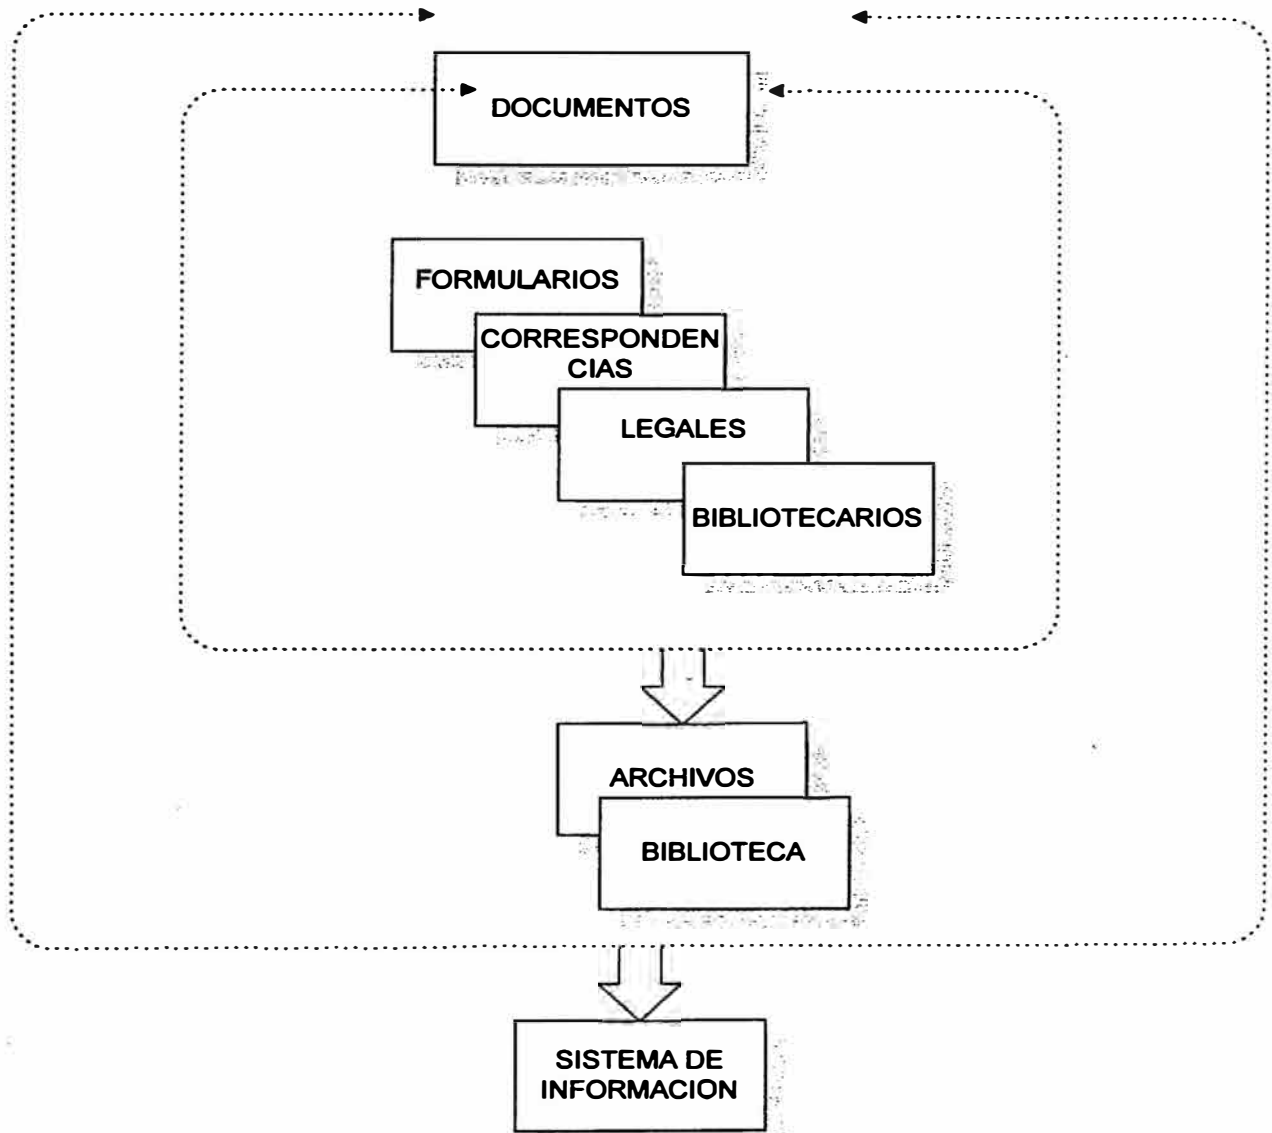 DOCUMENTOS
FORMULARIOS
CORRESPONDEN
CIAS
LEGALES
BIBLIOTECARIOS
ARCHIVOS
BIBLIOTECA
SISTEMA DE
INFORMACION